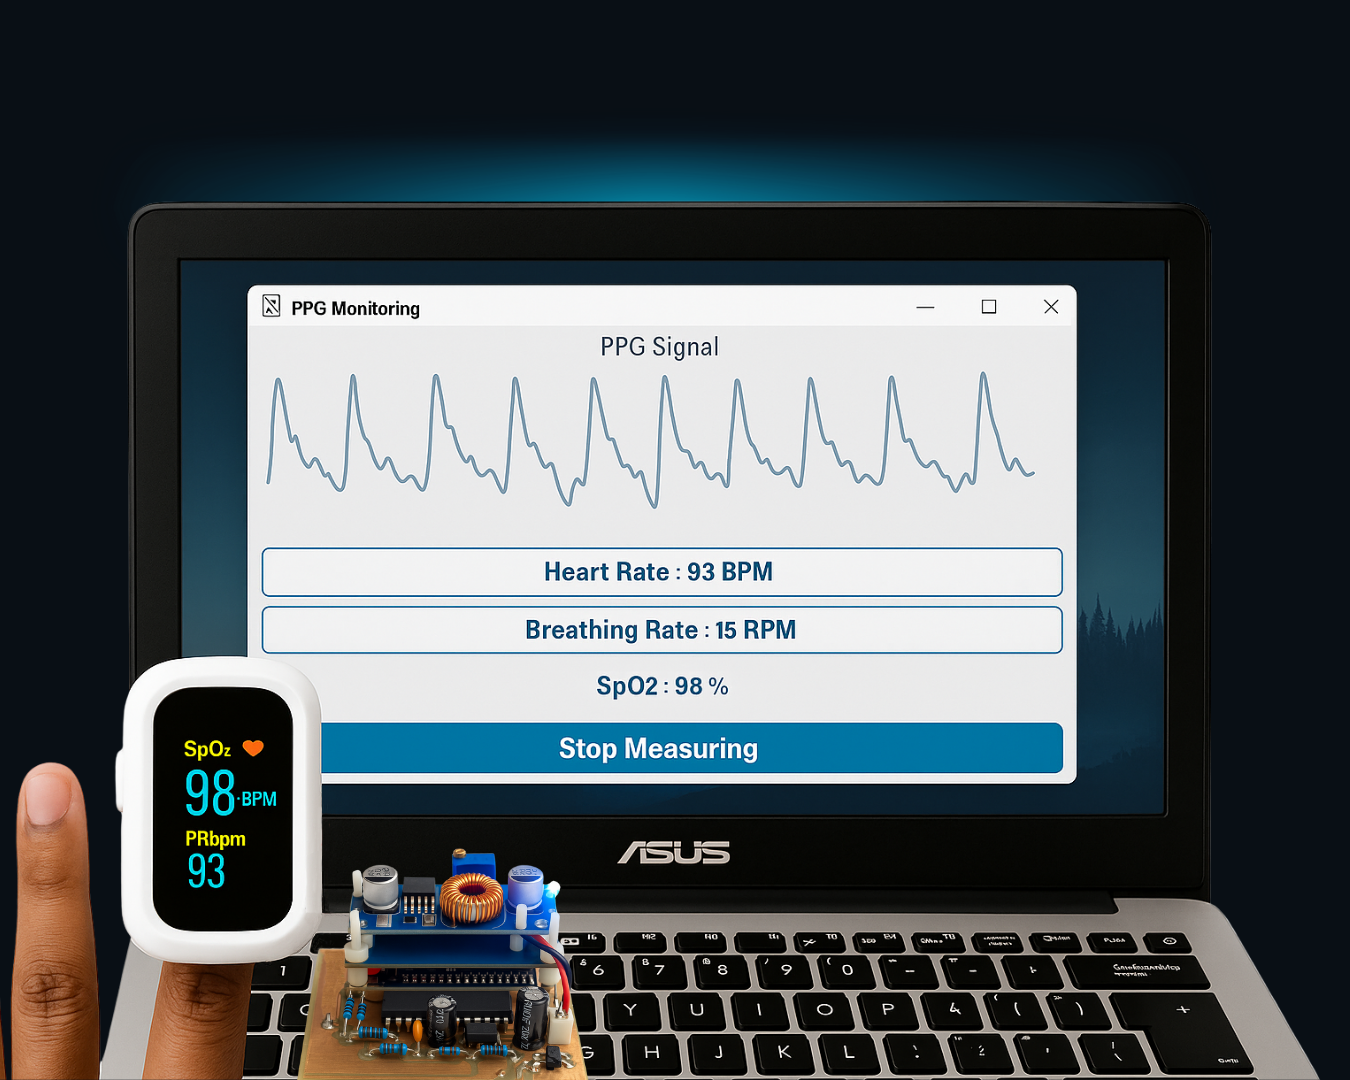 PPG Monitoring
PPG Signal
Heart Rate : 93 BPM
Breathing Rate : 15 RPM
SpO2 : 98 %
Stop Measuring
SpO₂
98·BPM
PRbpm
93
ASUS
1
6 7 8 9 0
Y U I O P
G H J K L